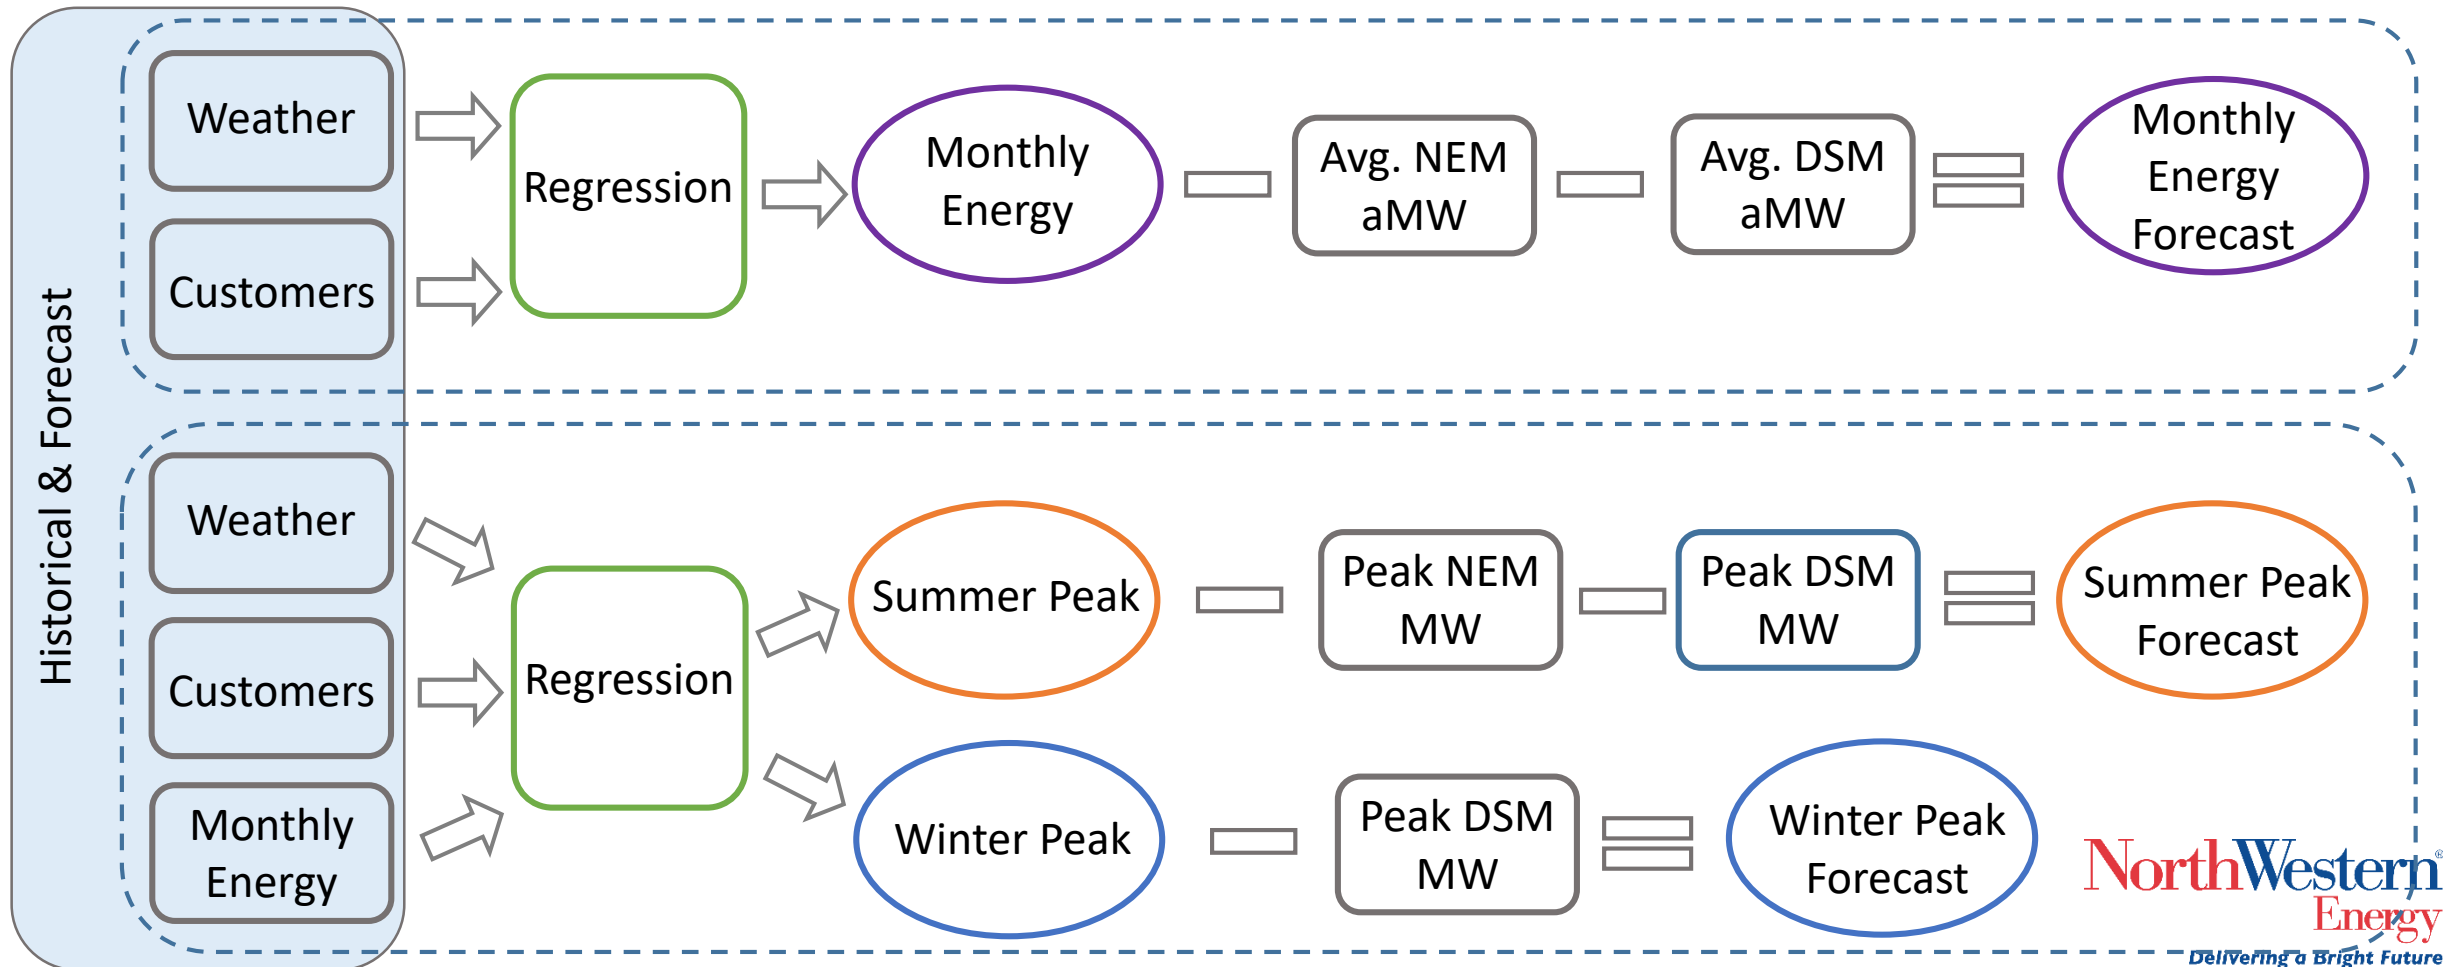 Historical & Forecast
Weather
Customers
Regression
Monthly
Energy
Avg. NEM
aMW
Avg. DSM
aMW
Monthly
Energy
Forecast
Weather
Customers
Monthly
Energy
Regression
Summer Peak
Peak NEM
MW
Peak DSM
MW
Summer Peak
Forecast
Winter Peak
Peak DSM
MW
Winter Peak
Forecast
NorthWestern®
Energy
Delivering a Bright Future